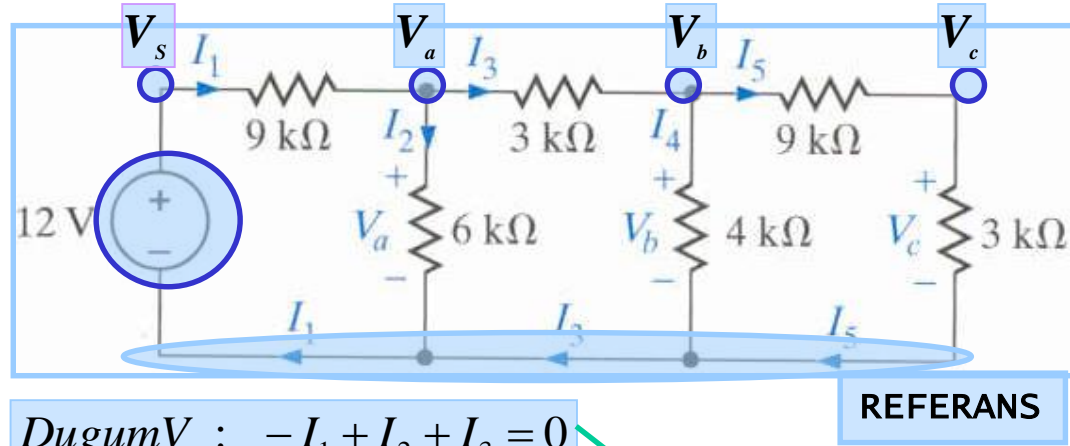 V_S V_a V_b V_c
I_1 I_3 I_5
9 kΩ I_2 3 kΩ I_4 9 kΩ
+ + + +
12 V V_a 6 kΩ V_b 4 kΩ V_c 3 kΩ
− − − −
I_1 I_3 I_5
REFERANS
DugumV : − I_1 + I_2 + I_3 = 0